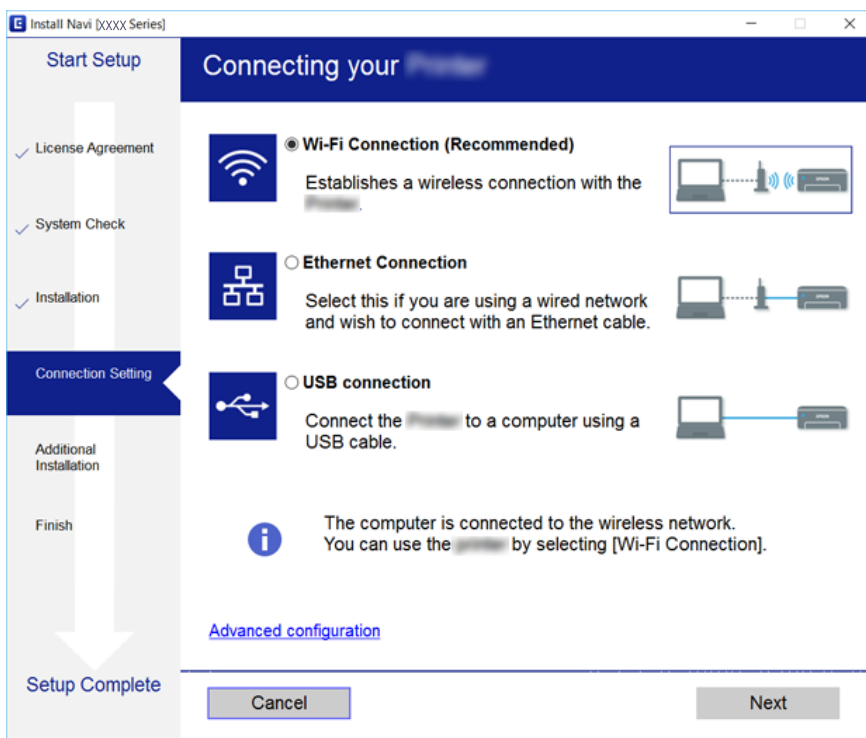 Install Navi [XXXX Series]
Start Setup
License Agreement
System Check
Installation
Connection Setting
Additional
Installation
Finish
Setup Complete
Connecting your
Wi-Fi Connection (Recommended)
Establishes a wireless connection with the
.
Ethernet Connection
Select this if you are using a wired network
and wish to connect with an Ethernet cable.
USB connection
Connect the to a computer using a
USB cable.
The computer is connected to the wireless network.
You can use the by selecting [Wi-Fi Connection].
Advanced configuration
Cancel
Next